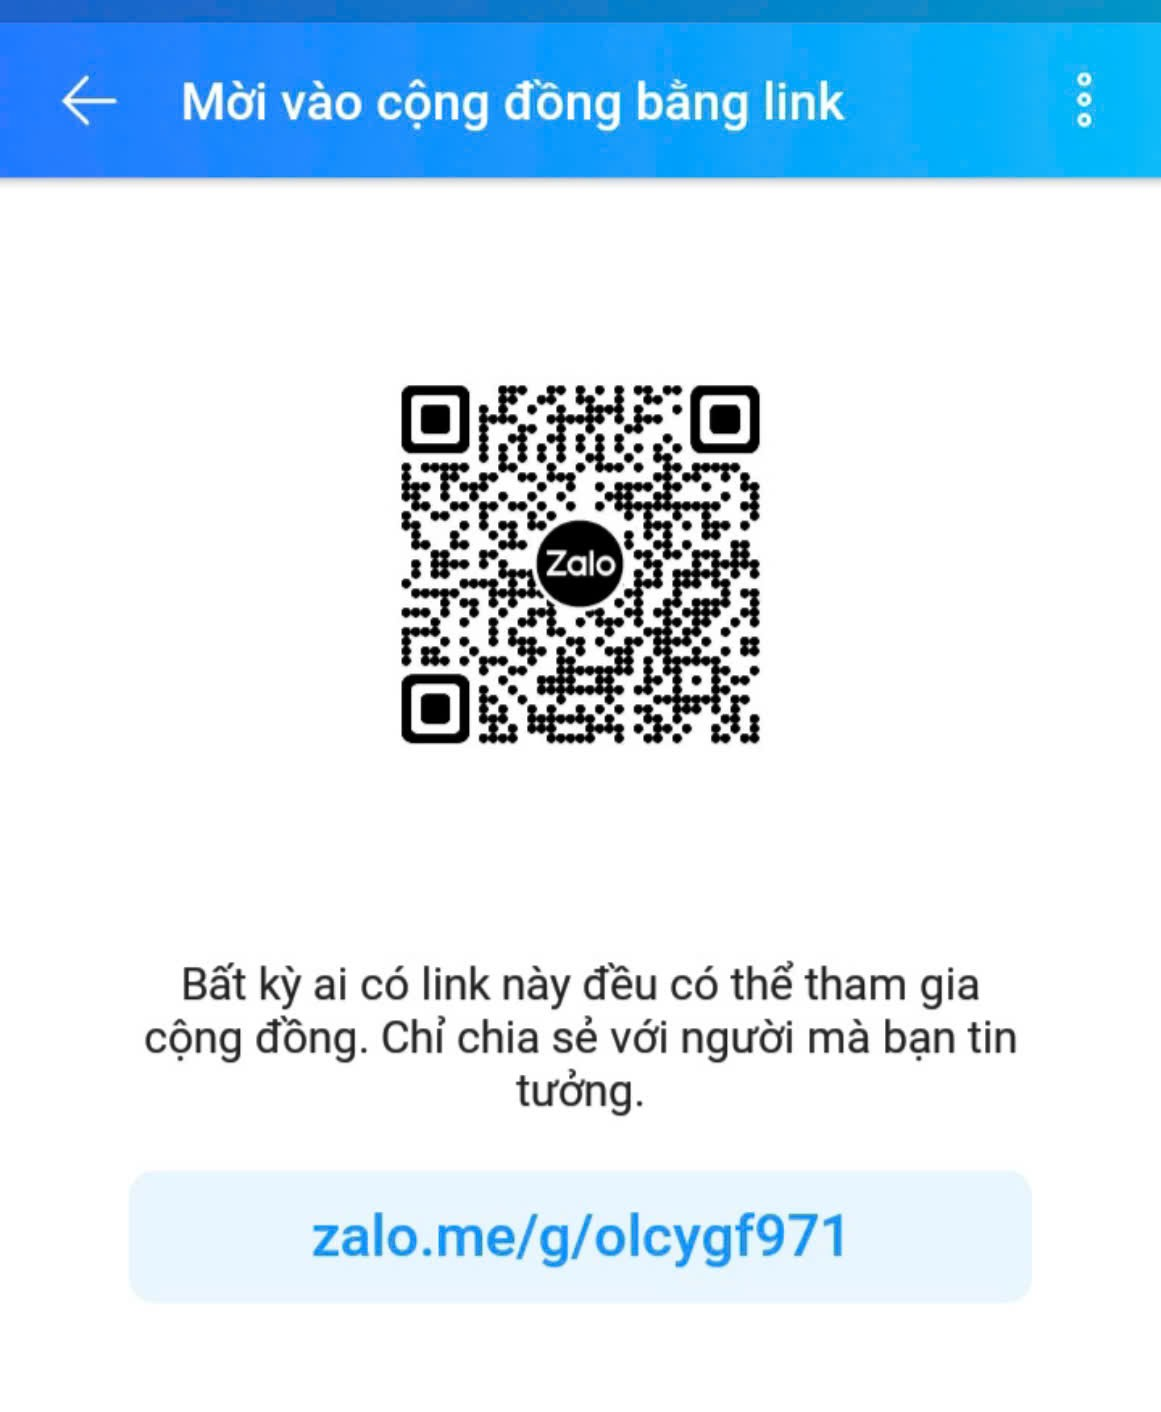 Mời vào cộng đồng bằng link
Zalo
Bất kỳ ai có link này đều có thể tham gia
cộng đồng. Chỉ chia sẻ với người mà bạn tin
tưởng.
zalo.me/g/olcygf971